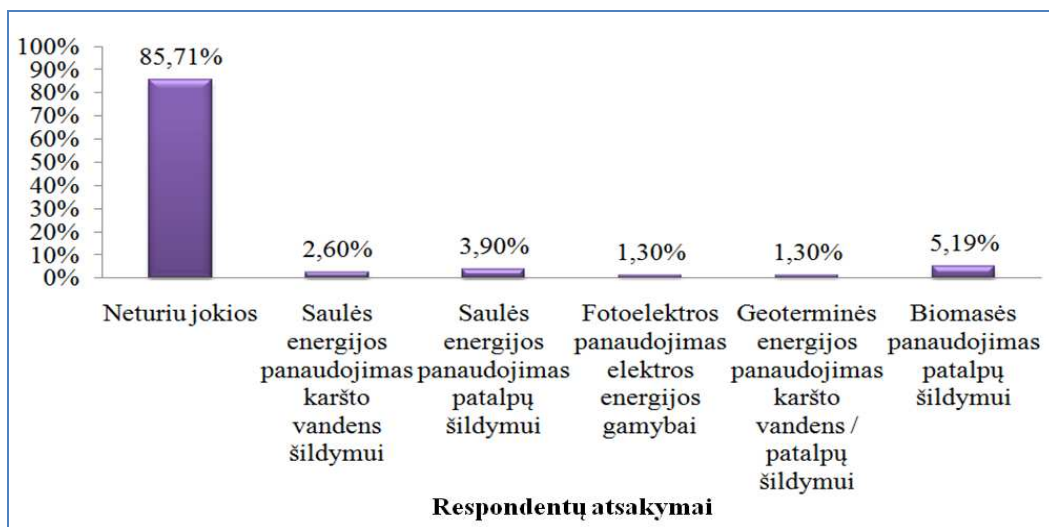 100%
90%
80%
70%
60%
50%
40%
30%
20%
10%
0%
85,71%
2,60%
3,90%
1,30%
1,30%
5,19%
Neturiu jokios
Saulės
energijos
panaudojimas
karšto
vandens
šildymui
Saulės
energijos
panaudojimas
patalpų
šildymui
Fotoelektros
panaudojimas
elektros
energijos
gamybai
Geoterminės
energijos
panaudojimas
karšto
vandens /
patalpų
šildymui
Biomasės
panaudojimas
patalpų
šildymui
Respondentų atsakymai